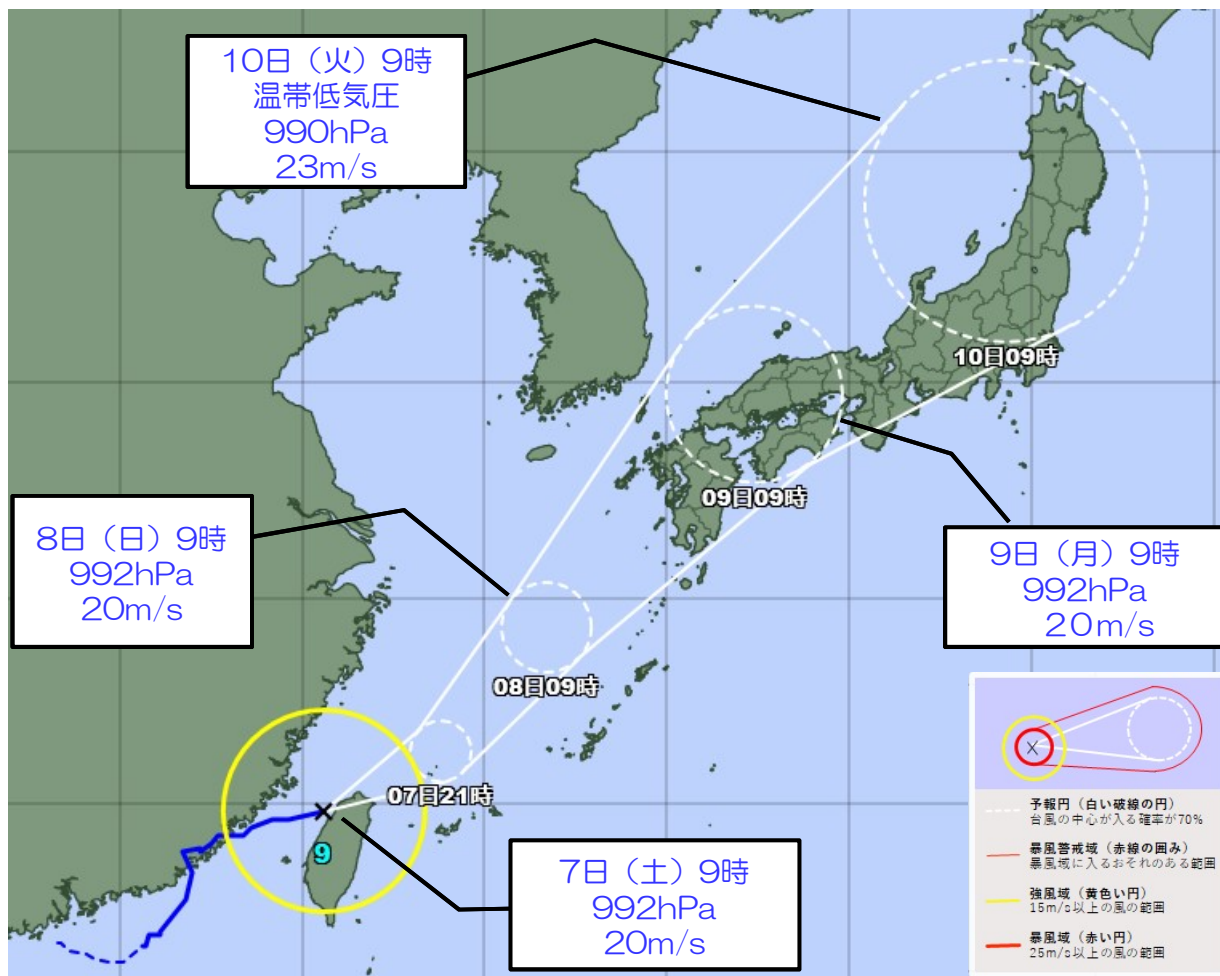 10日（火）9時
温帯低気圧
990hPa
23m/s
10日09時
09日09時
8日（日）9時
992hPa
20m/s
9日（月）9時
992hPa
20m/s
08日09時
07日21時
9
7日（土）9時
992hPa
20m/s
予報円（白い破線の円）
台風の中心が入る確率が70%
暴風警戒域（赤線の囲み）
暴風域に入るおそれのある範囲
強風域（黄色い円）
15m/s以上の風の範囲
暴風域（赤い円）
25m/s以上の風の範囲